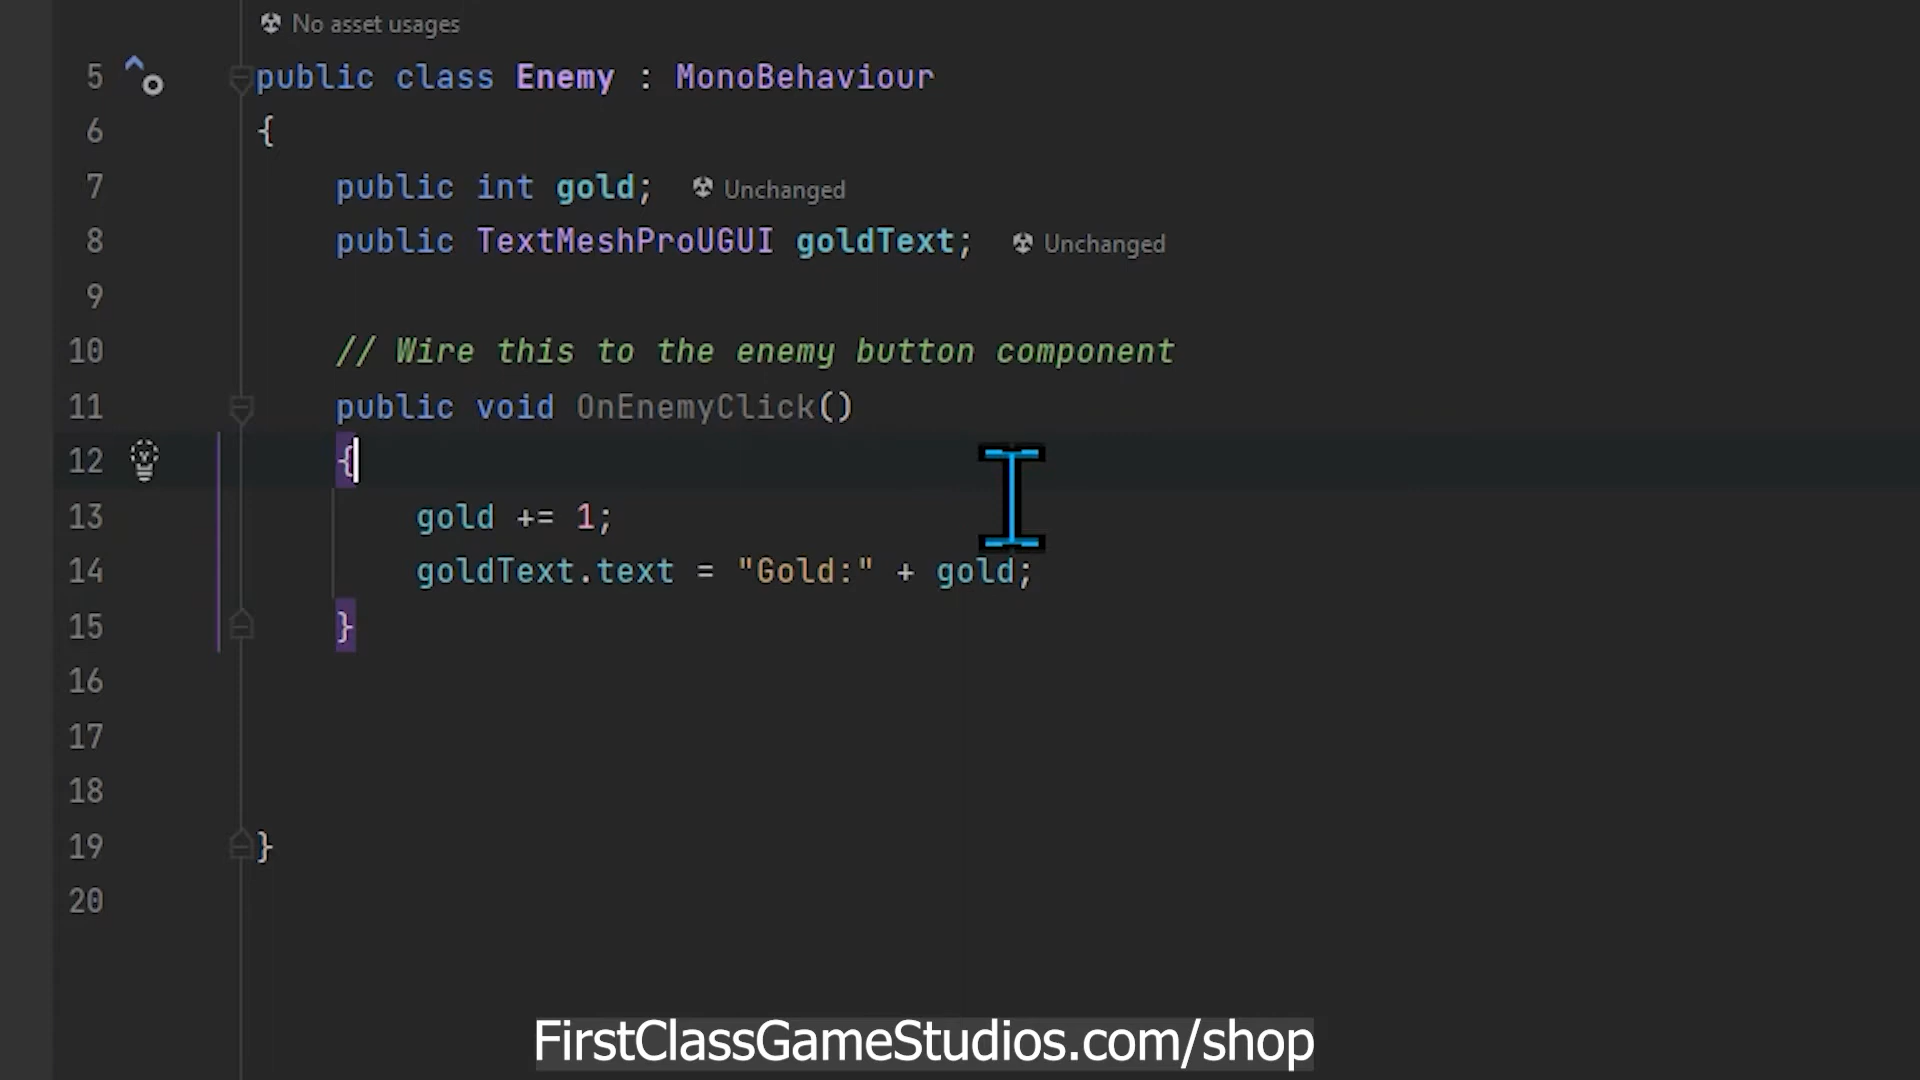 No asset usages
5 public class Enemy : MonoBehaviour
6 {
7 public int gold; Unchanged
8 public TextMeshProUGUI goldText; Unchanged
9
10 // Wire this to the enemy button component
11 public void OnEnemyClick()
12 {
13 gold += 1;
14 goldText.text = "Gold:" + gold;
15 }
16
17
18
19 }
20
FirstClassGameStudios.com/shop